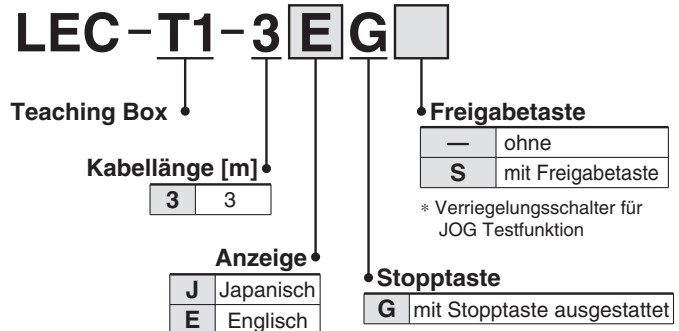 LEC-T1-3EG
Teaching Box
Freigabetaste
— ohne
S mit Freigabetaste
* Verriegelungsschalter für
JOG Testfunktion
Kabellänge [m]
3 3
Anzeige
J Japanisch
E Englisch
Stopptaste
G mit Stopptaste ausgestattet